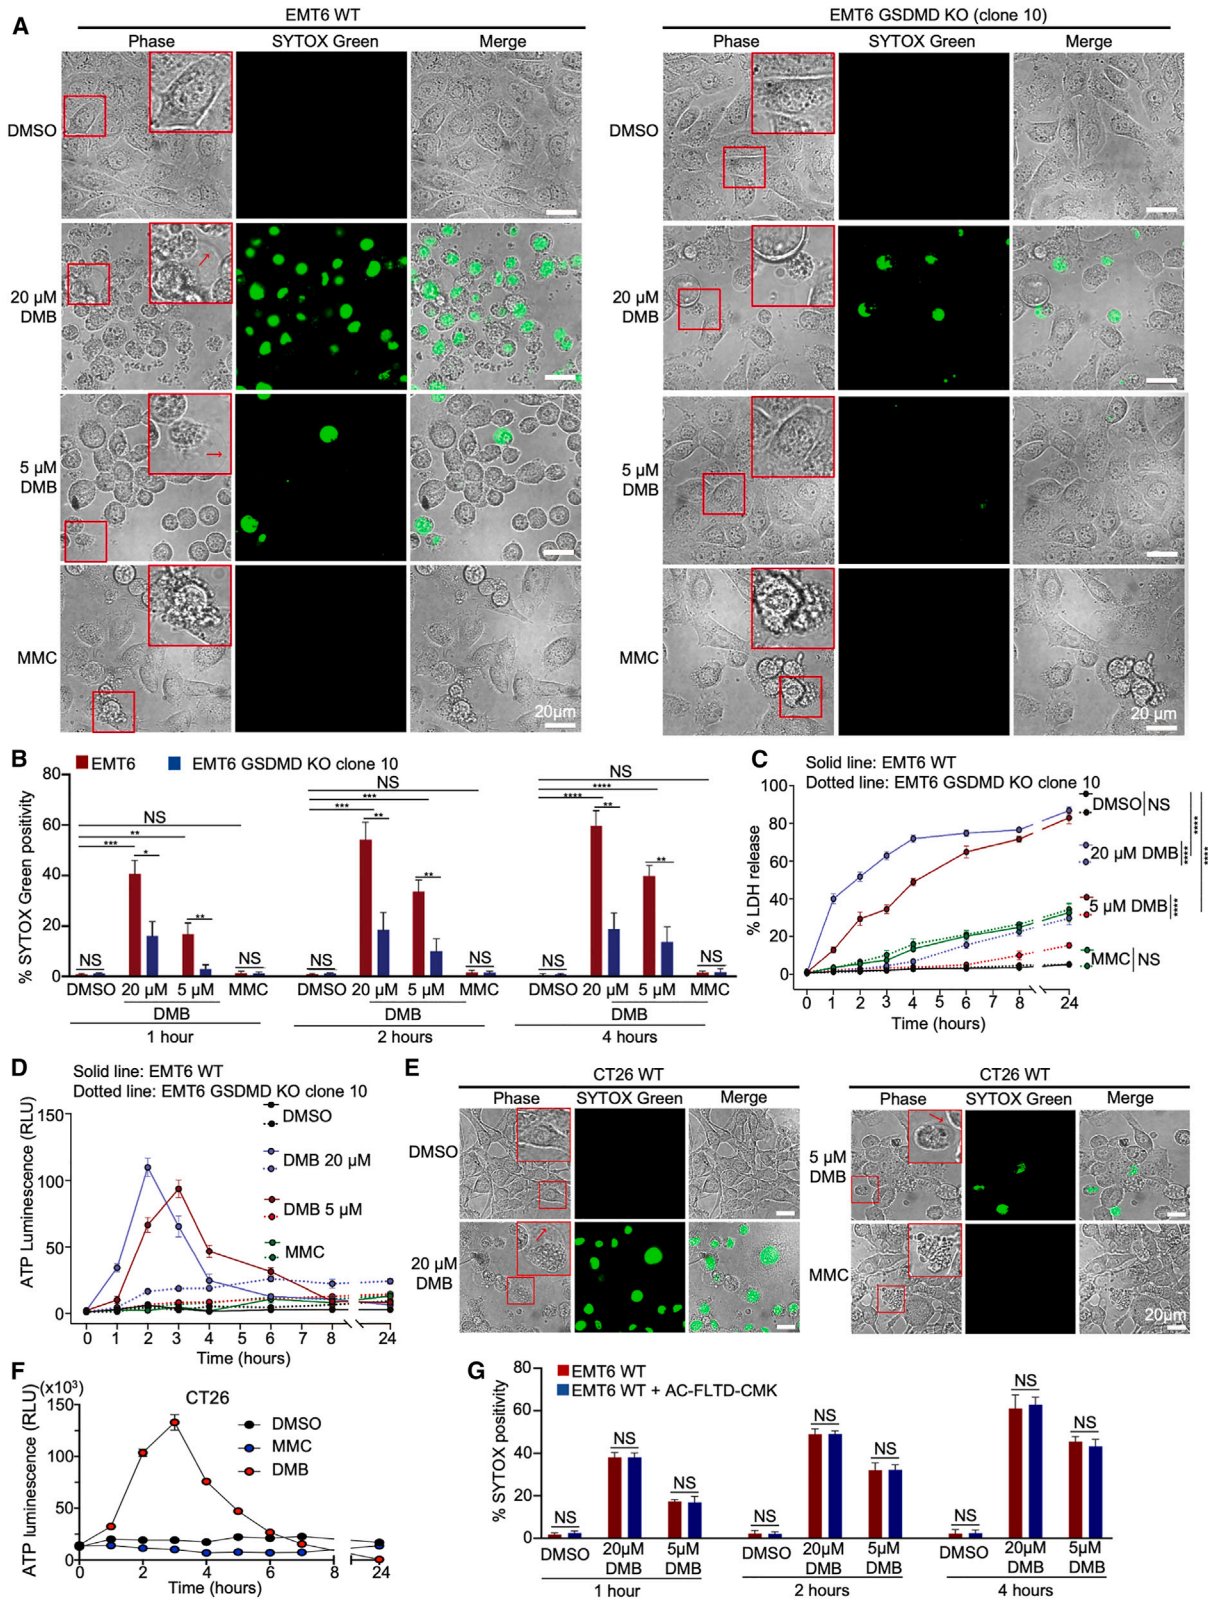 A
EMT6 WT
Phase SYTOX Green Merge
DMSO
20 µM
DMB
5 µM
DMB
MMC
20µm
EMT6 GSDMD KO (clone 10)
Phase SYTOX Green Merge
DMSO
20 µM
DMB
5 µM
DMB
MMC
20 µm
B
EMT6 EMT6 GSDMD KO clone 10
% SYTOX Green positivity
80
60
40
20
0
NS
**
***
*
**
NS
NS
DMSO 20 µM 5 µM MMC
DMB
1 hour
NS
***
***
**
**
NS
NS
DMSO 20 µM 5 µM MMC
DMB
2 hours
NS
****
****
**
**
NS
NS
DMSO 20 µM 5 µM MMC
DMB
4 hours
C
Solid line: EMT6 WT
Dotted line: EMT6 GSDMD KO clone 10
% LDH release
100
80
60
40
20
0
0 1 2 3 4 5 6 7 8 24
Time (hours)
DMSO NS
20 µM DMB ****
5 µM DMB ****
MMC NS
****
****
D
Solid line: EMT6 WT
Dotted line: EMT6 GSDMD KO clone 10
ATP Luminescence (RLU)
150
100
50
0
0 1 2 3 4 6 8 24
Time (hours)
DMSO
DMB 20 µM
DMB 5 µM
MMC
E
CT26 WT
Phase SYTOX Green Merge
DMSO
20 µM
DMB
CT26 WT
Phase SYTOX Green Merge
5 µM
DMB
MMC
20µm
F
ATP luminescence (RLU)
(x10³)
CT26
150
100
50
0
0 2 4 6 8 24
Time (hours)
DMSO
MMC
DMB
G
EMT6 WT
EMT6 WT + AC-FLTD-CMK
% SYTOX positivity
80
60
40
20
0
NS
NS
NS
DMSO 20µM DMB 5µM DMB
1 hour
NS
NS
NS
DMSO 20µM DMB 5µM DMB
2 hours
NS
NS
NS
DMSO 20µM DMB 5µM DMB
4 hours